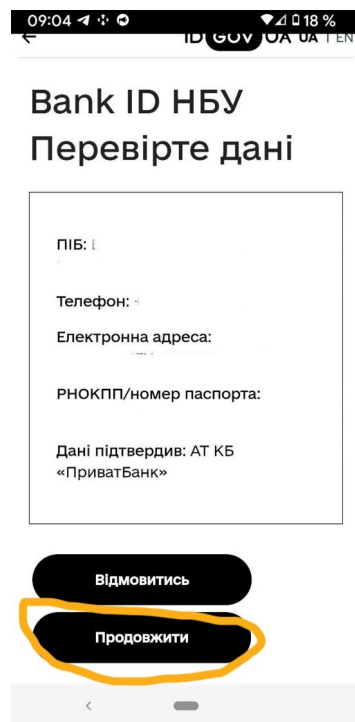 09:04 18 %
ID GOV UA UA | EN
Bank ID НБУ
Перевірте дані
ПІБ:
Телефон:
Електронна адреса:
РНОКПП/номер паспорта:
Дані підтвердив: АТ КБ
«ПриватБанк»
Відмовитись
Продовжити